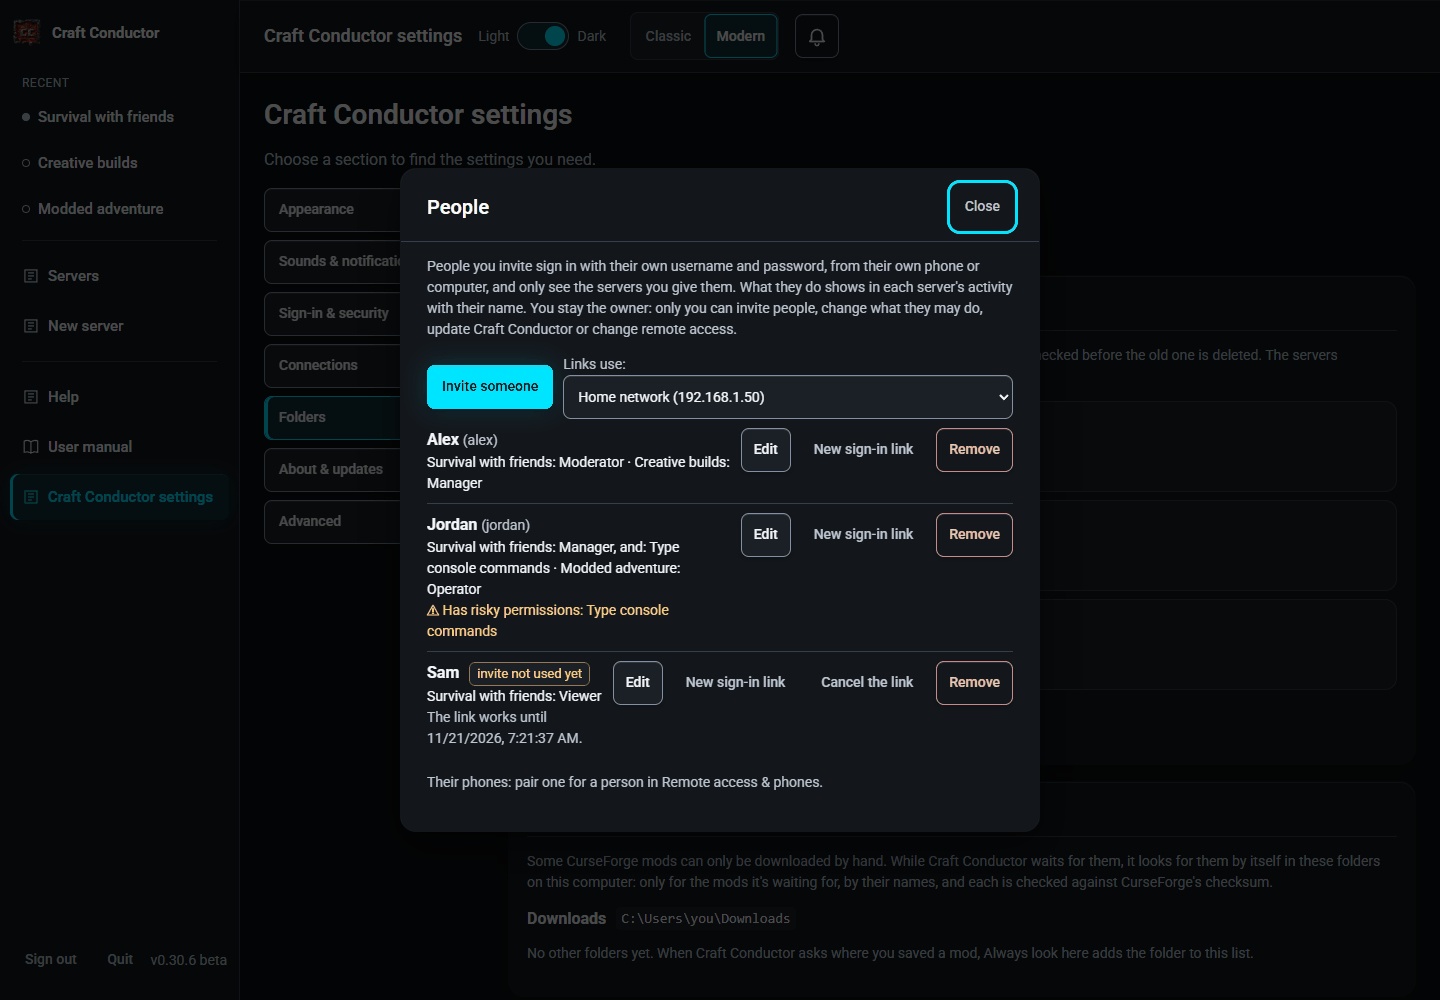 Craft Conductor
RECENT
Survival with friends
Creative builds
Modded adventure
Servers
New server
Help
User manual
Craft Conductor settings
Sign out Quit v0.30.6 beta
Craft Conductor settings Light Dark Classic Modern
Craft Conductor settings
Choose a section to find the settings you need.
Appearance
Sounds &
Sign-in & security
Connections
Folders
About & updates
Advanced
People Close
People you invite sign in with their own username and password, from their own phone or
computer, and only see the servers you give them. What they do shows in each server's activity
with their name. You stay the owner: only you can invite people, change what they may do,
update Craft Conductor or change remote access.
Invite someone
Links use:
Home network (192.168.1.50)
Alex (alex)
Survival with friends: Moderator · Creative builds:
Manager
Edit New sign-in link Remove
Jordan (jordan)
Survival with friends: Manager, and: Type
console commands · Modded adventure:
Operator
⚠ Has risky permissions: Type console
commands
Edit New sign-in link Remove
Sam invite not used yet
Survival with friends: Viewer
The link works until
11/21/2026, 7:21:37 AM.
Edit New sign-in link Cancel the link Remove
Their phones: pair one for a person in Remote access & phones.
before the old one is deleted. The servers
Some CurseForge mods can only be downloaded by hand. While Craft Conductor waits for them, it looks for them by itself in these folders
on this computer: only for the mods it's waiting for, by their names, and each is checked against CurseForge's checksum.
Downloads C:\Users\you\Downloads
No other folders yet. When Craft Conductor asks where you saved a mod, Always look here adds the folder to this list.